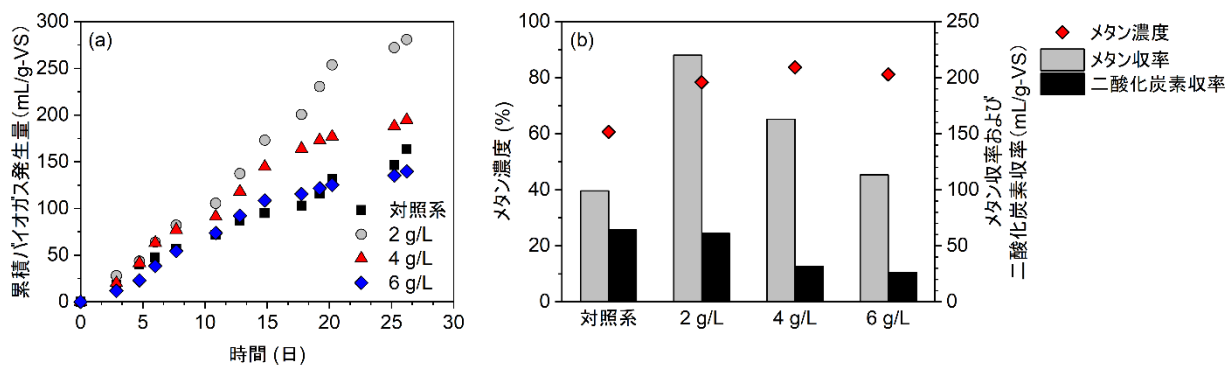 (a)
累積バイオガス発生量(mL/g-VS)
300
250
200
150
100
50
0
0 5 10 15 20 25 30
時間 (日)
対照系
2 g/L
4 g/L
6 g/L
(b)
メタン濃度 (%)
100
80
60
40
20
0
対照系 2 g/L 4 g/L 6 g/L
250
200
150
100
50
0
メタン収率および
二酸化炭素収率(mL/g-VS)
メタン濃度
メタン収率
二酸化炭素収率